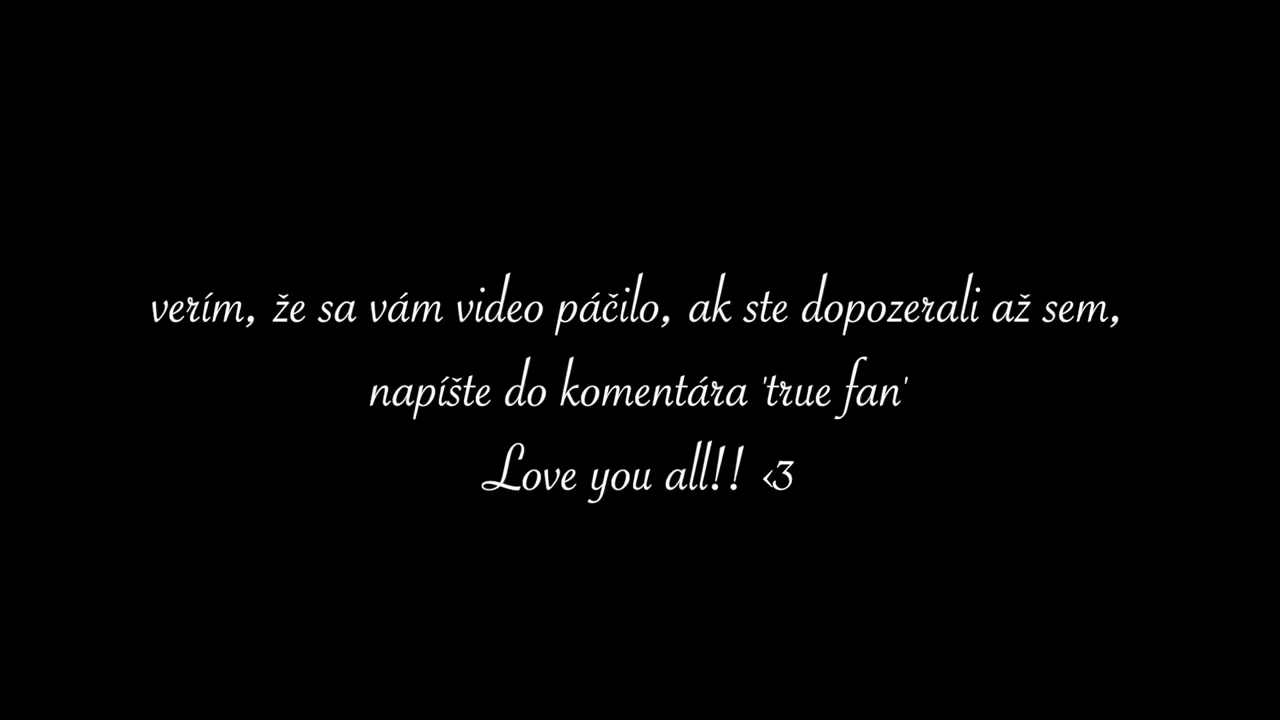 verím, že sa vám video páčilo, ak ste dopozerali až sem,
napíšte do komentára 'true fan'
Love you all!! <3